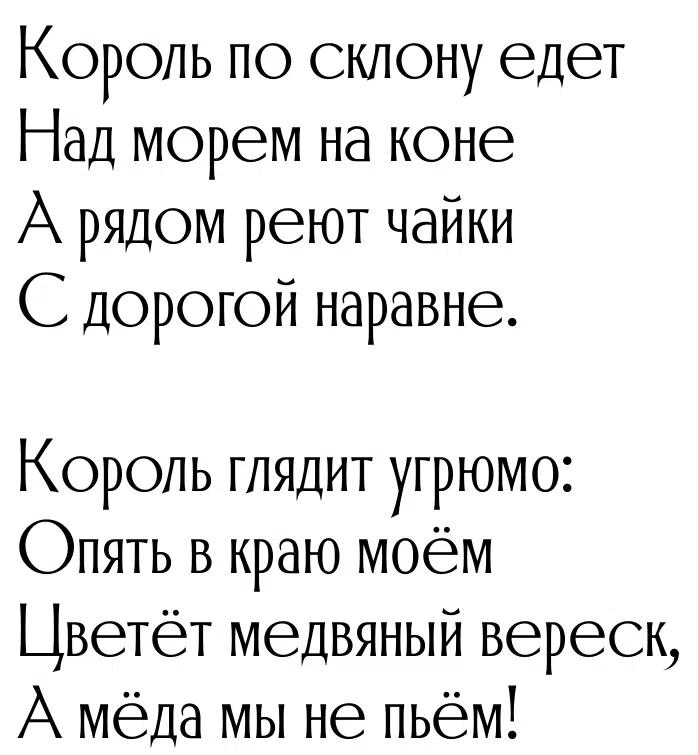 Король по склону едет
Над морем на коне
А рядом реют чайки
С дорогой наравне.

Король глядит угрюмо:
Опять в краю моём
Цветёт медвяный вереск,
А мёда мы не пьём!